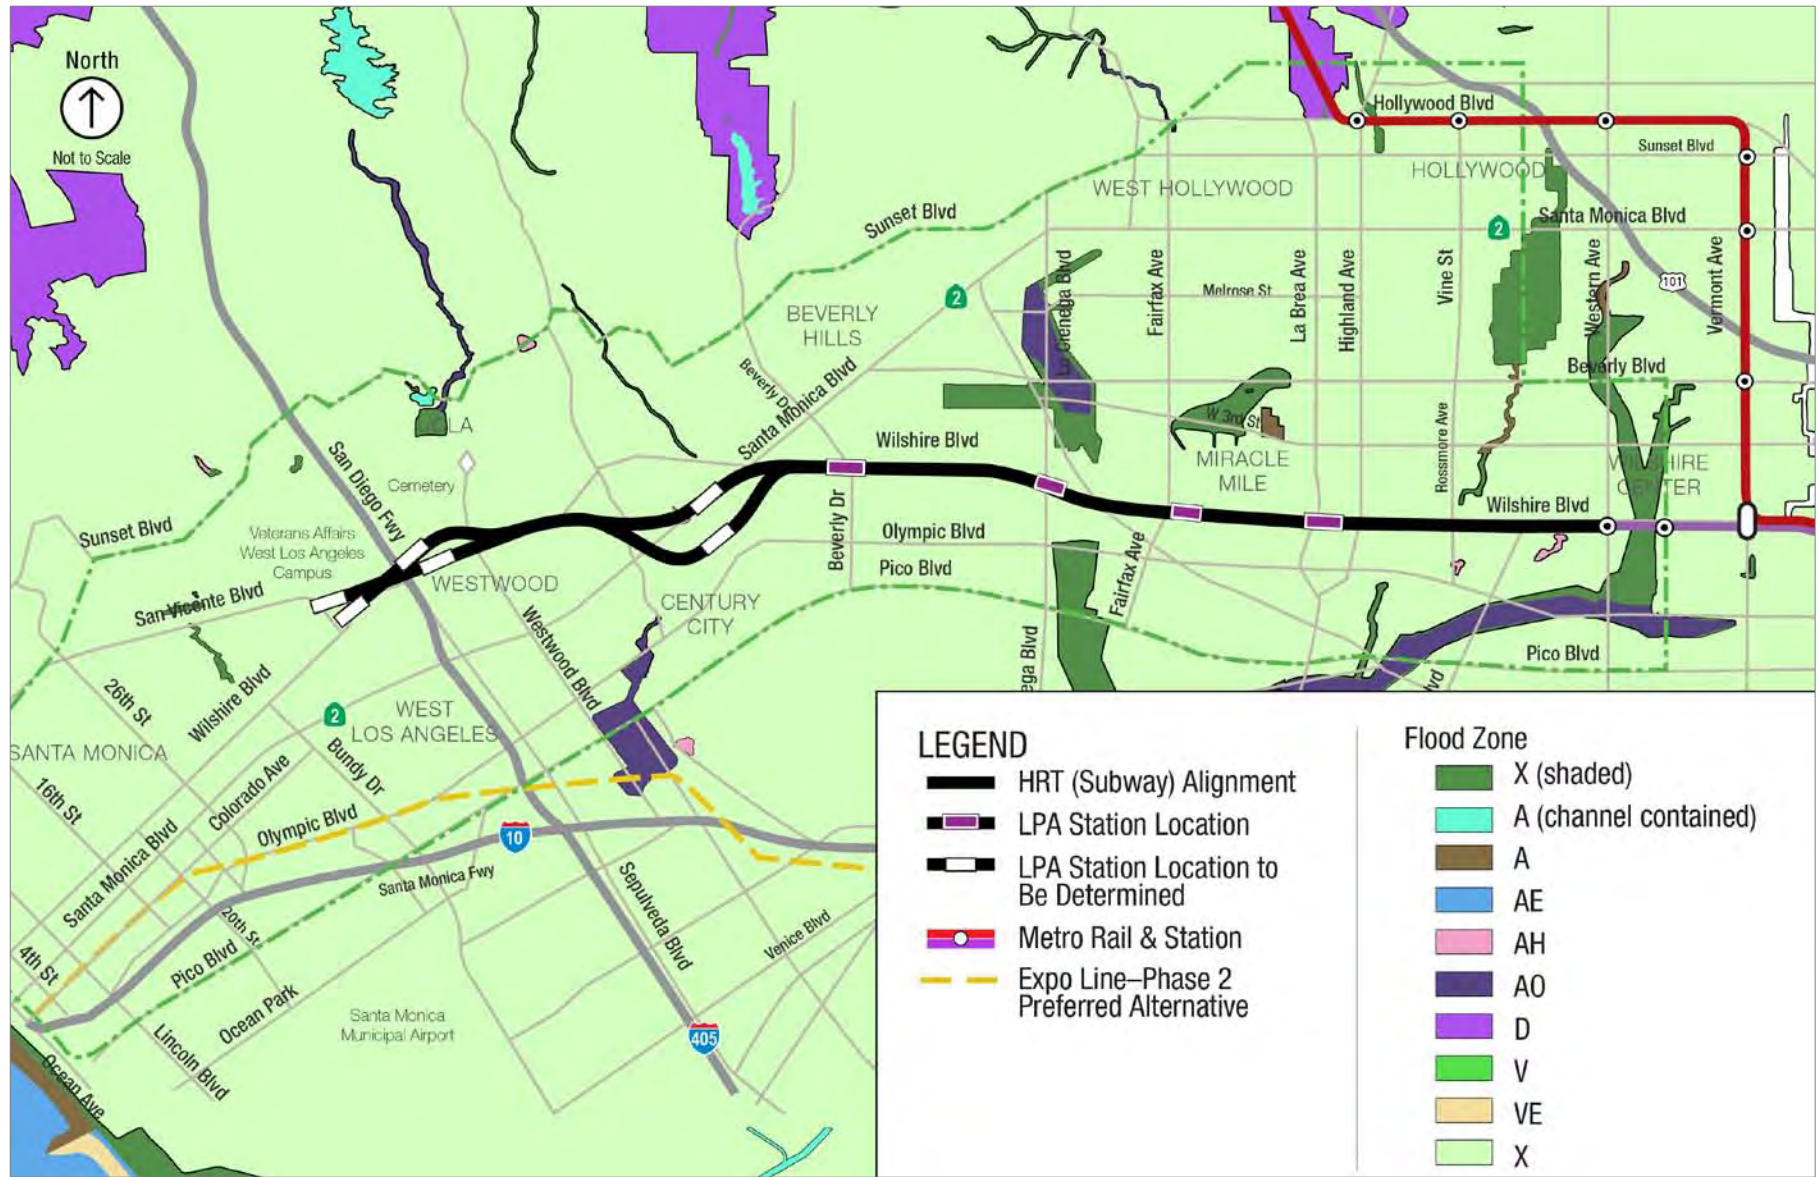 North
Not to Scale
Hollywood Blvd
Sunset Blvd
HOLLYWOOD
WEST HOLLYWOOD
Sunset Blvd
Santa Monica Blvd
2
2
101
La Cienega Blvd
Fairfax Ave
La Brea Ave
Highland Ave
Vine St
Western Ave
Vermont Ave
Melrose St
BEVERLY
HILLS
Beverly Dr
Santa Monica Blvd
Beverly Blvd
W 3rd St
Rossmore Ave
UCLA
Wilshire Blvd
MIRACLE
MILE
WILSHIRE
CENTER
Wilshire Blvd
San Diego Fwy
Cemetery
Sunset Blvd
Veterans Affairs
West Los Angeles
Campus
Beverly Dr
Olympic Blvd
Pico Blvd
Fairfax Ave
San Vicente Blvd
WESTWOOD
CENTURY
CITY
Westwood Blvd
ega Blvd
Pico Blvd
lvd
26th St
Wilshire Blvd
2
WEST
LOS ANGELES
SANTA MONICA
Bundy Dr
16th St
Colorado Ave
Olympic Blvd
10
Santa Monica Blvd
Santa Monica Fwy
20th St
Sepulveda Blvd
Venice Blvd
4th St
Pico Blvd
Ocean Park
Santa Monica
Municipal Airport
405
Lincoln Blvd
Ocean Ave
LEGEND
HRT (Subway) Alignment
LPA Station Location
LPA Station Location to
Be Determined
Metro Rail & Station
Expo Line–Phase 2
Preferred Alternative
Flood Zone
X (shaded)
A (channel contained)
A
AE
AH
AO
D
V
VE
X